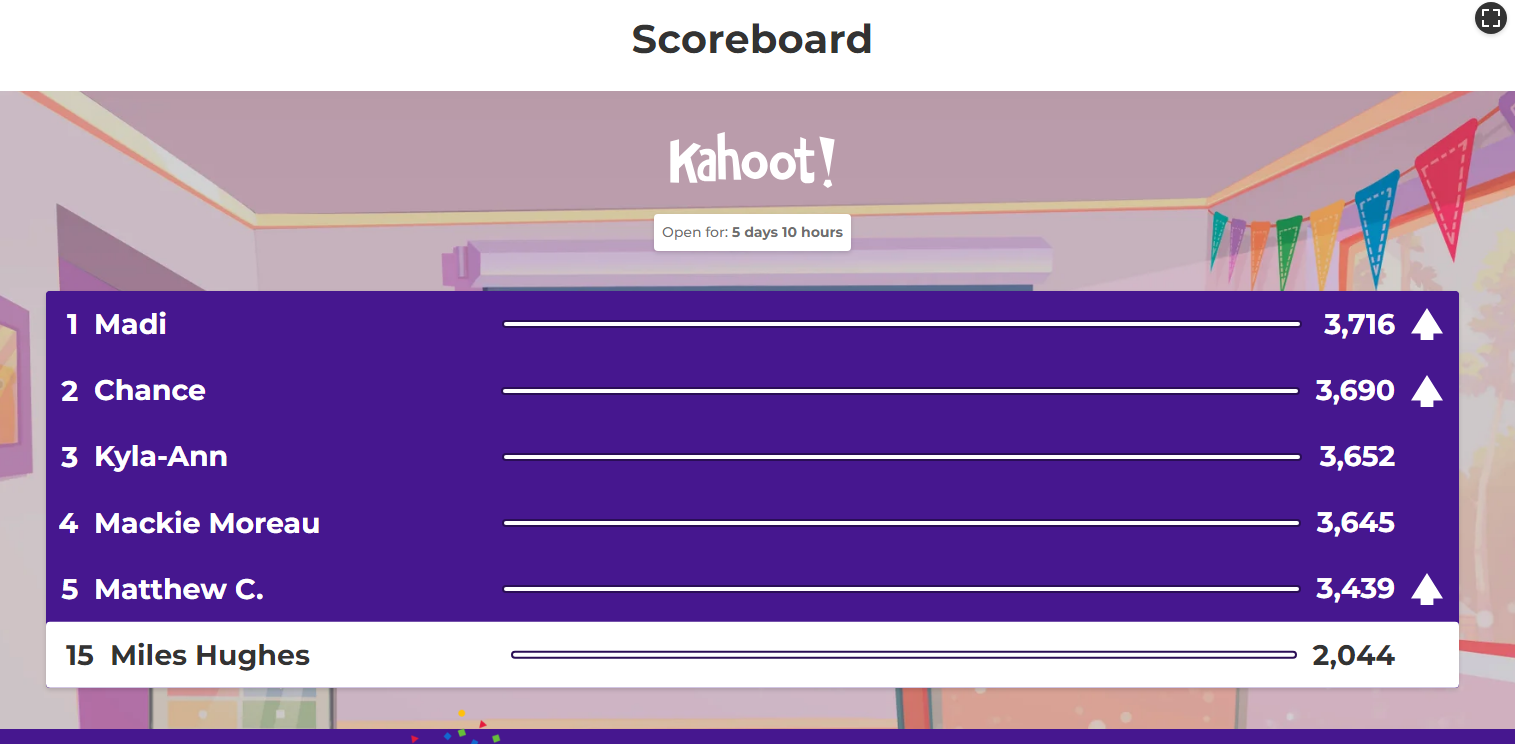 Scoreboard
Kahoot!
Open for: 5 days 10 hours
1 Madi 3,716
2 Chance 3,690
3 Kyla-Ann 3,652
4 Mackie Moreau 3,645
5 Matthew C. 3,439
15 Miles Hughes 2,044